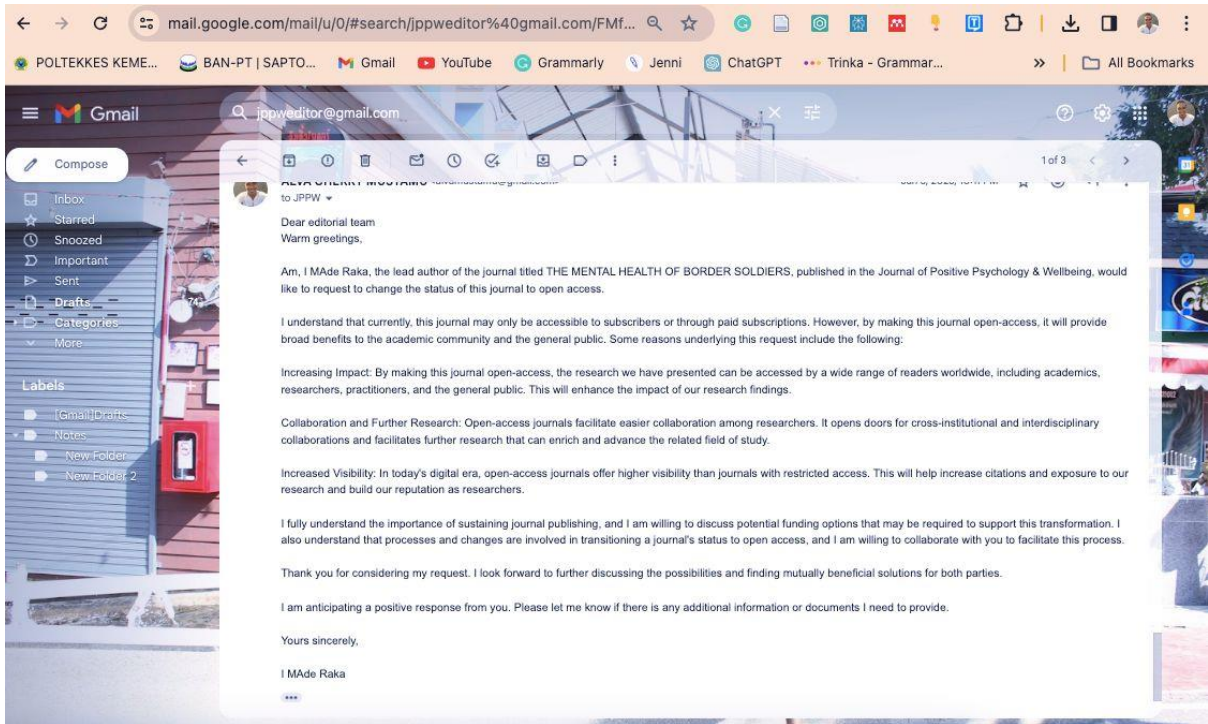 mail.google.com/mail/u/0/#search/jppweditor%40gmail.com/FMf...
POLTEKKES KEME... BAN-PT | SAPTO... Gmail YouTube Grammarly Jenni ChatGPT Trinka - Grammar... » All Bookmarks
Gmail
jppweditor@gmail.com
Compose
1 of 3
Inbox
Starred
Snoozed
Important
Sent
Drafts 74
Categories
More
Labels
[Gmail]Drafts
Notes
New Folder
New Folder 2
ALVA CHERRY MUSTAMU
to JPPW
Dear editorial team
Warm greetings,
Am, I MAde Raka, the lead author of the journal titled THE MENTAL HEALTH OF BORDER SOLDIERS, published in the Journal of Positive Psychology & Wellbeing, would
like to request to change the status of this journal to open access.
I understand that currently, this journal may only be accessible to subscribers or through paid subscriptions. However, by making this journal open-access, it will provide
broad benefits to the academic community and the general public. Some reasons underlying this request include the following:
Increasing Impact: By making this journal open-access, the research we have presented can be accessed by a wide range of readers worldwide, including academics,
researchers, practitioners, and the general public. This will enhance the impact of our research findings.
Collaboration and Further Research: Open-access journals facilitate easier collaboration among researchers. It opens doors for cross-institutional and interdisciplinary
collaborations and facilitates further research that can enrich and advance the related field of study.
Increased Visibility: In today's digital era, open-access journals offer higher visibility than journals with restricted access. This will help increase citations and exposure to our
research and build our reputation as researchers.
I fully understand the importance of sustaining journal publishing, and I am willing to discuss potential funding options that may be required to support this transformation. I
also understand that processes and changes are involved in transitioning a journal's status to open access, and I am willing to collaborate with you to facilitate this process.
Thank you for considering my request. I look forward to further discussing the possibilities and finding mutually beneficial solutions for both parties.
I am anticipating a positive response from you. Please let me know if there is any additional information or documents I need to provide.
Yours sincerely,
I MAde Raka